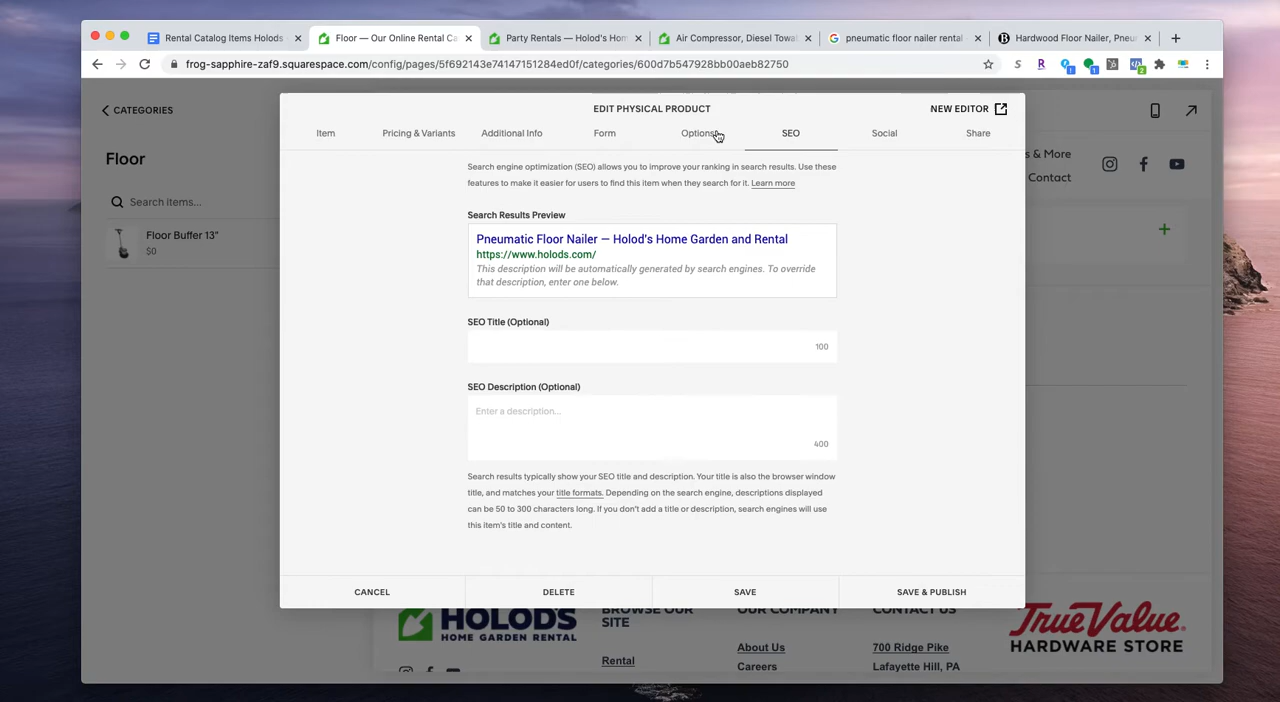 Rental Catalog Items Holods
Floor — Our Online Rental Ca
Party Rentals — Holod's Hom
Air Compressor, Diesel Towab
pneumatic floor nailer rental
Hardwood Floor Nailer, Pneu
frog-sapphire-zaf9.squarespace.com/config/pages/5f692143e74147151284ed0f/categories/600d7b547928bb00aeb82750
CATEGORIES
EDIT PHYSICAL PRODUCT
NEW EDITOR
Item
Pricing & Variants
Additional Info
Form
Options
SEO
Social
Share
Floor
Search items...
Floor Buffer 13"
$0
s & More
Contact
Search engine optimization (SEO) allows you to improve your ranking in search results. Use these
features to make it easier for users to find this item when they search for it. Learn more
Search Results Preview
Pneumatic Floor Nailer — Holod's Home Garden and Rental
https://www.holods.com/
This description will be automatically generated by search engines. To override
that description, enter one below.
SEO Title (Optional)
100
SEO Description (Optional)
Enter a description...
400
Search results typically show your SEO title and description. Your title is also the browser window
title, and matches your title formats. Depending on the search engine, descriptions displayed
can be 50 to 300 characters long. If you don't add a title or description, search engines will use
this item's title and content.
CANCEL
DELETE
SAVE
SAVE & PUBLISH
HOLOD'S
HOME GARDEN RENTAL
BROWSE OUR
SITE
Rental
OUR COMPANY
About Us
Careers
CONTACT US
700 Ridge Pike
Lafayette Hill, PA
True Value
HARDWARE STORE